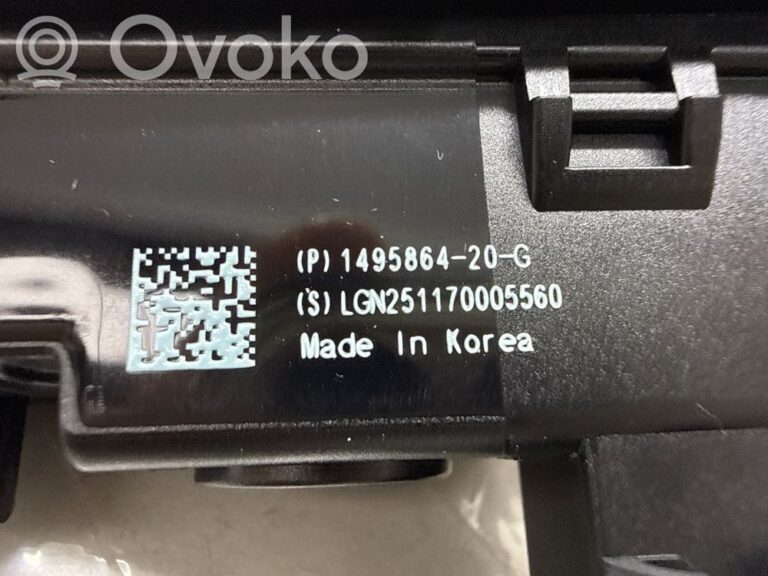 Ovoko
(P) 1495864-20-G
(S) LGN251170005560
Made In Korea